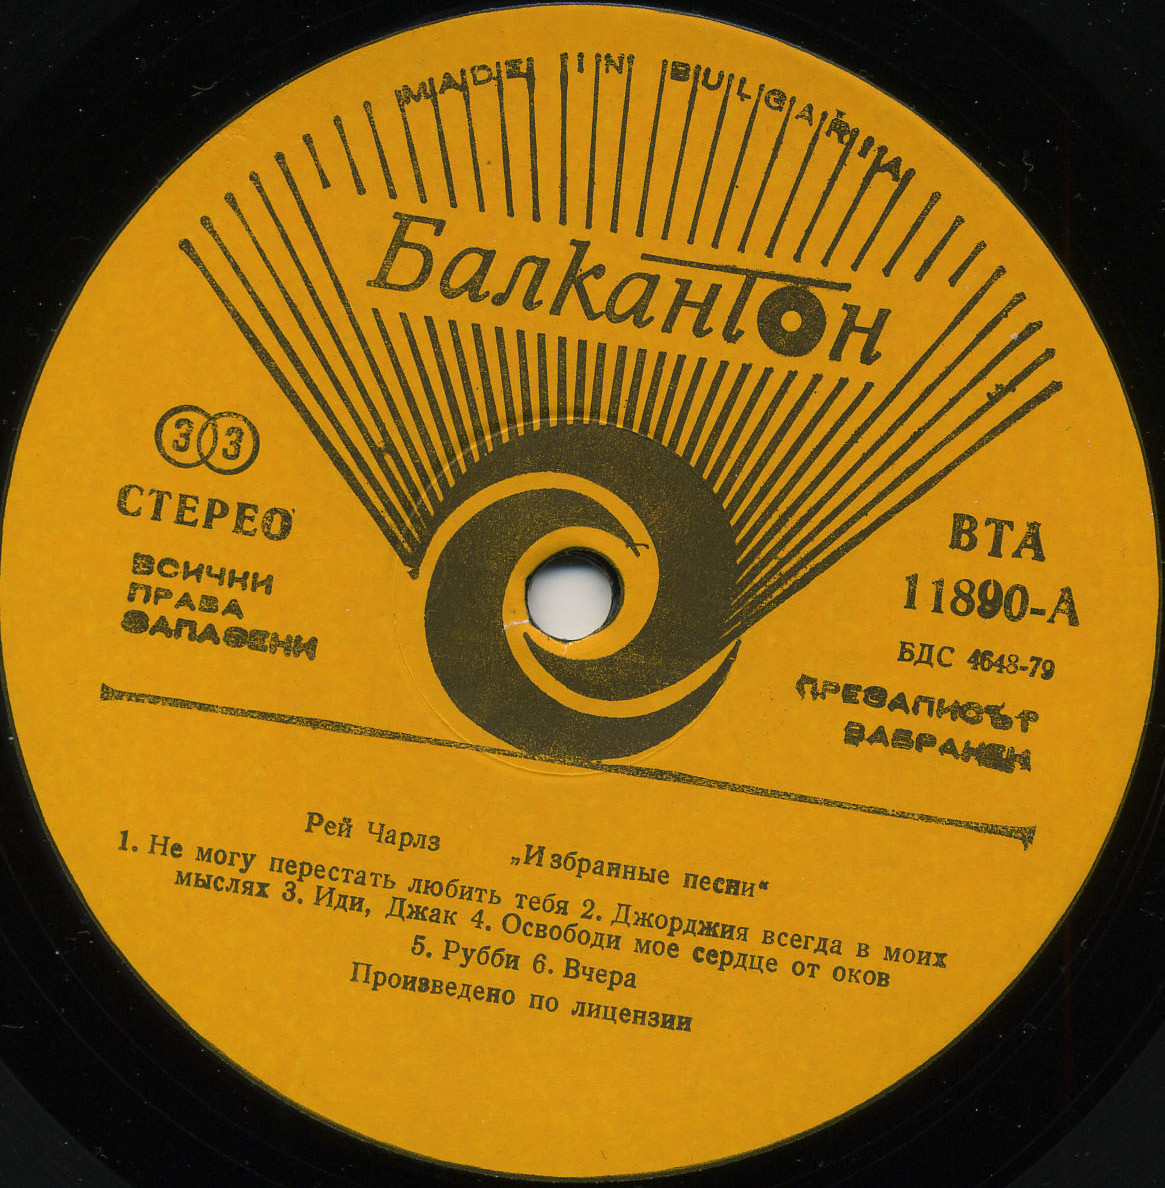 MADE IN BULGARIA
Балкантон
33
СТЕРЕО
ВСИЧКИ
ПРАВА
ЗАПАЗЕНИ
ВТА
11890-А
БДС 4648-79
ПРЕЗАПИСЪТ
ЗАБРАНЕН
Рей Чарлз „Избранные песни“
1. Не могу перестать любить тебя 2. Джорджия всегда в моих
мыслях 3. Иди, Джак 4. Освободи мое сердце от оков
5. Рубби 6. Вчера
Произведено по лицензии